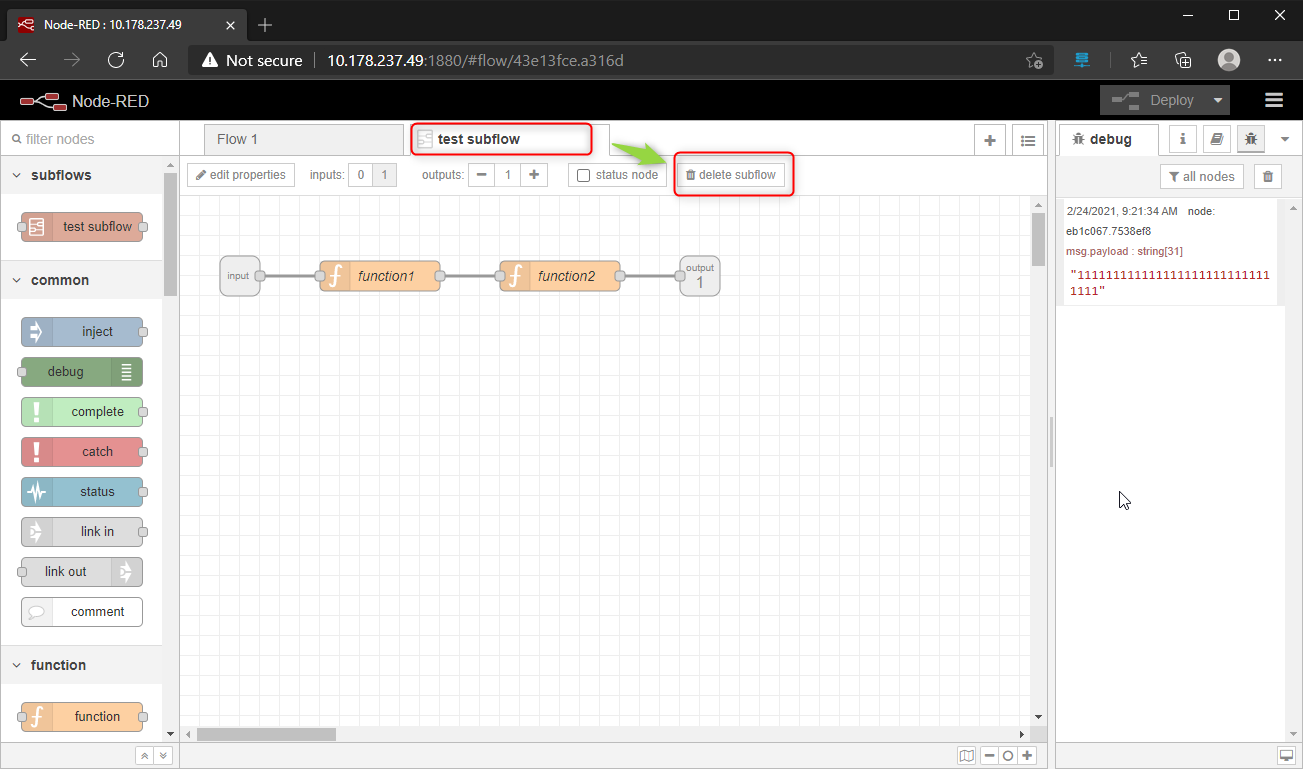 Node-RED : 10.178.237.49
Not secure
10.178.237.49:1880/#flow/43e13fce.a316d
Node-RED
Deploy
filter nodes
Flow 1
test subflow
debug
i
edit properties
inputs: 0 1
outputs: 1
status node
delete subflow
all nodes
subflows
test subflow
common
inject
debug
complete
catch
status
link in
link out
comment
function
function
input
function1
function2
output
1
2/24/2021, 9:21:34 AM node:
eb1c067.7538ef8
msg.payload : string[31]
"111111111111111111111111111
1111"